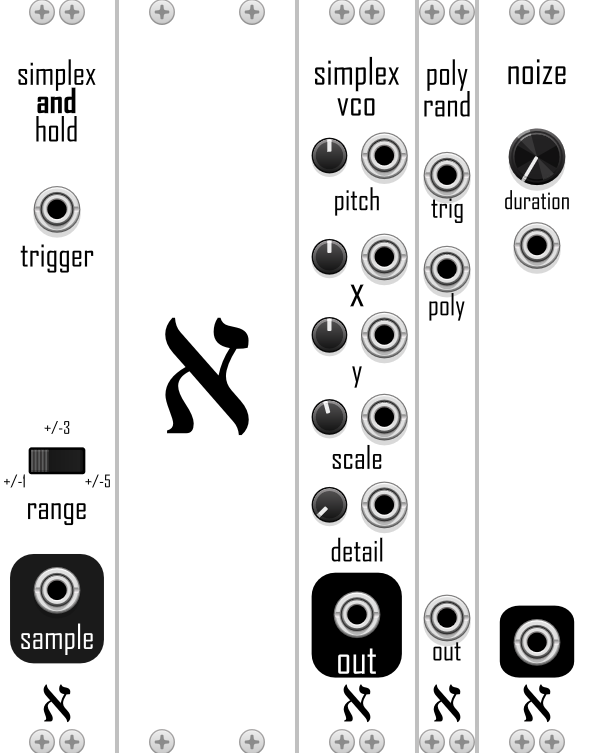 simplex
and
hold
trigger
+/-3
+/-1
+/-5
range
sample
א
א
simplex
vco
pitch
x
y
scale
detail
out
א
poly
rand
trig
poly
out
א
noize
duration
א